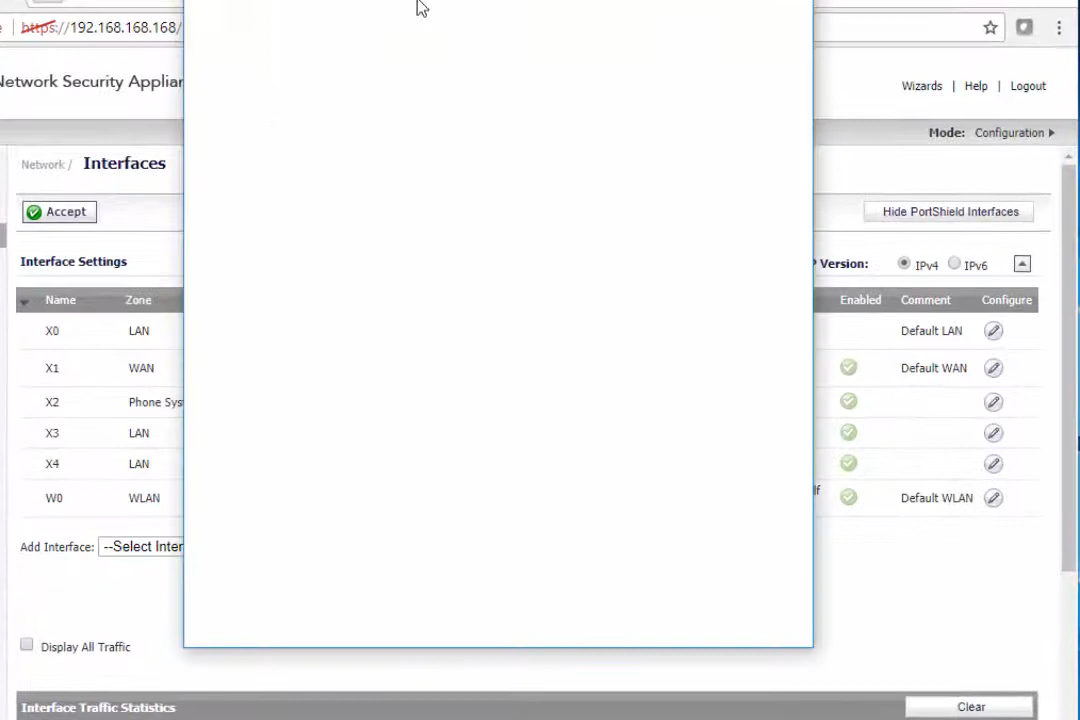 https://192.168.168.168/
Network Security Applian
Wizards | Help | Logout
Mode: Configuration
Network / Interfaces
Accept
Hide PortShield Interfaces
Interface Settings
P Version: IPv4 IPv6
Name Zone Enabled Comment Configure
X0 LAN Default LAN
X1 WAN Default WAN
X2 Phone Sys
X3 LAN
X4 LAN
W0 WLAN lf Default WLAN
Add Interface: --Select Inter
Display All Traffic
Interface Traffic Statistics Clear